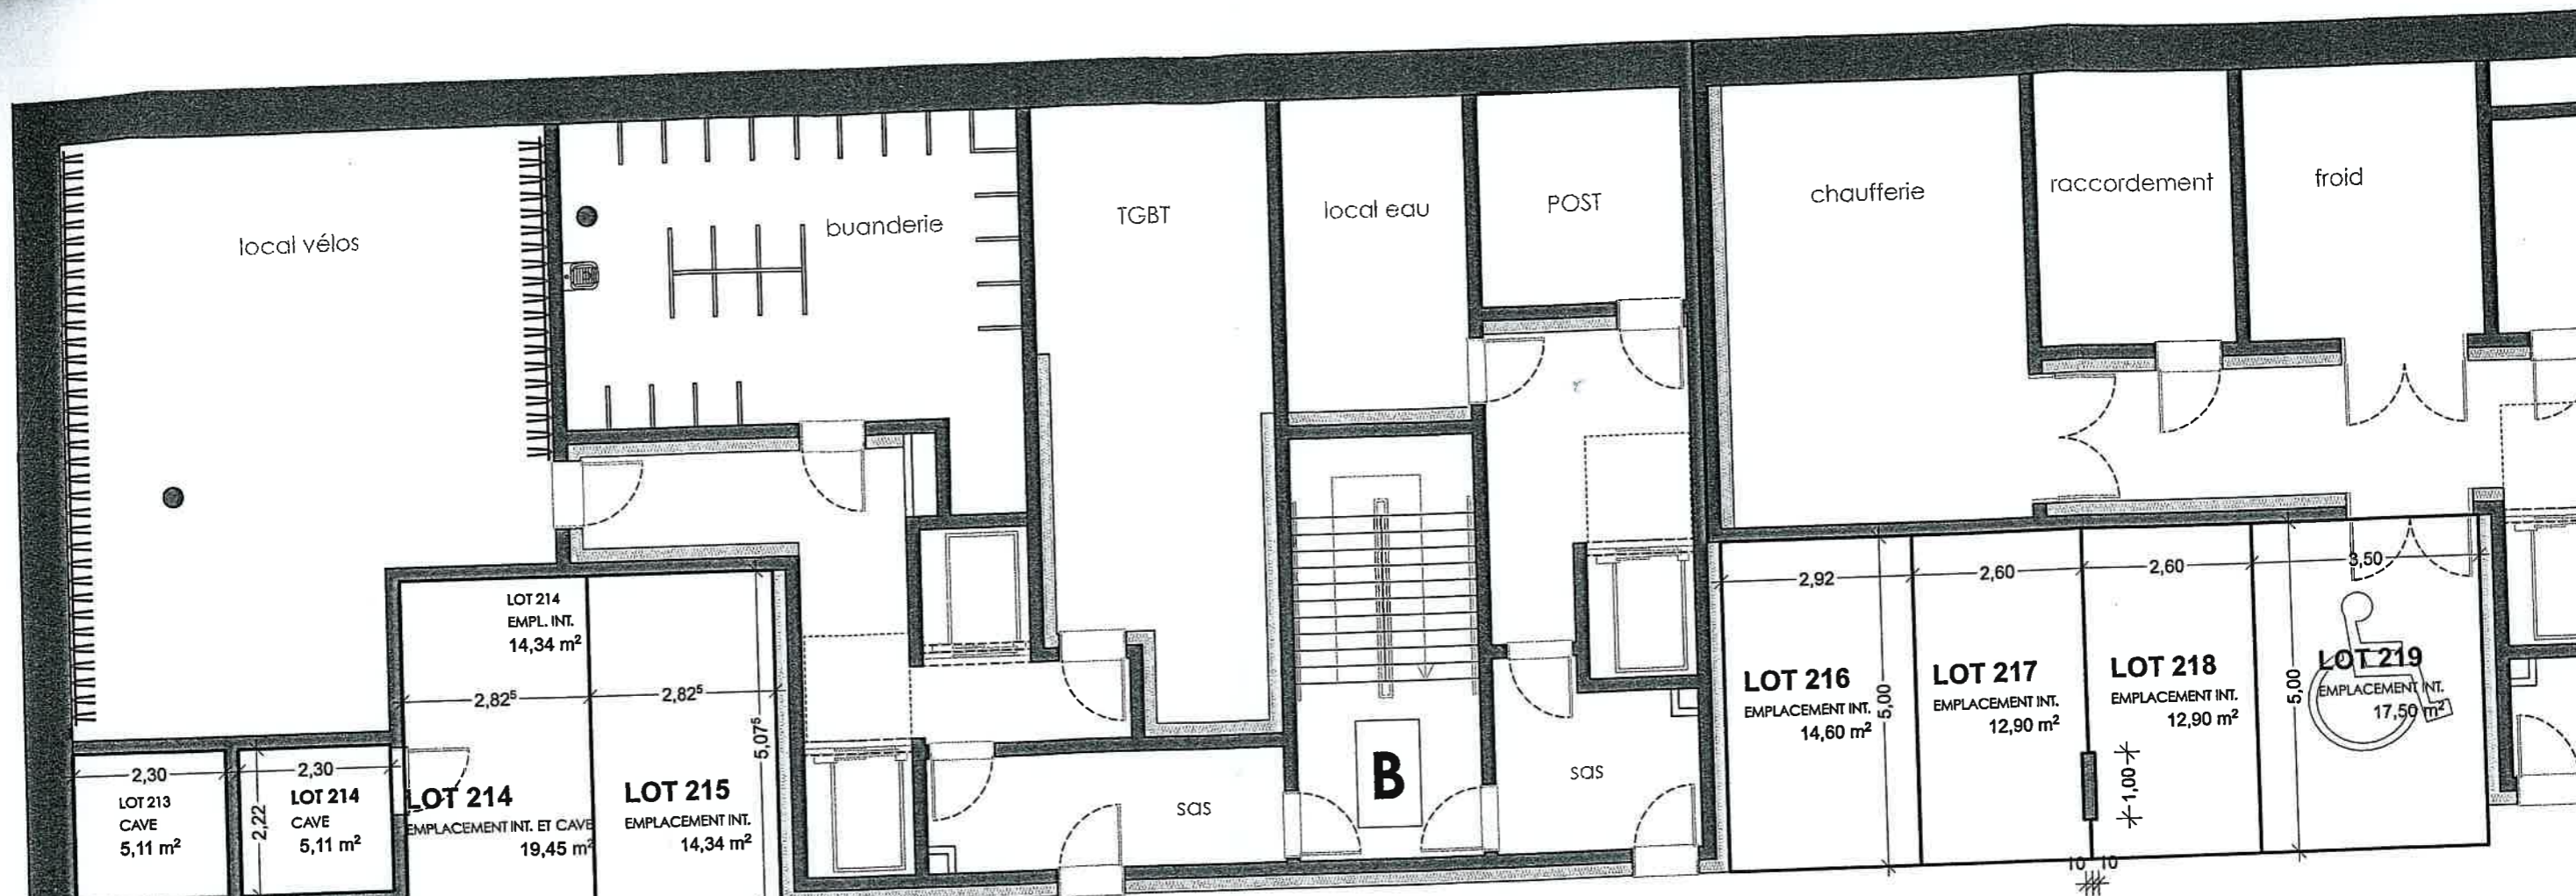 local vélos
buanderie
TGBT
local eau
POST
chaufferie
raccordement
froid
LOT 214
EMPL. INT.
14,34 m²
2,82⁵
2,82⁵
5,07⁵
2,30
LOT 213
CAVE
5,11 m²
2,30
LOT 214
CAVE
5,11 m²
2,22
LOT 214
EMPLACEMENT INT. ET CAVE
19,45 m²
LOT 215
EMPLACEMENT INT.
14,34 m²
sas
B
sas
2,92
2,60
2,60
3,50
LOT 216
EMPLACEMENT INT.
14,60 m²
5,00
LOT 217
EMPLACEMENT INT.
12,90 m²
LOT 218
EMPLACEMENT INT.
12,90 m²
1,00
5,00
LOT 219
EMPLACEMENT INT.
17,50 m²
10 10